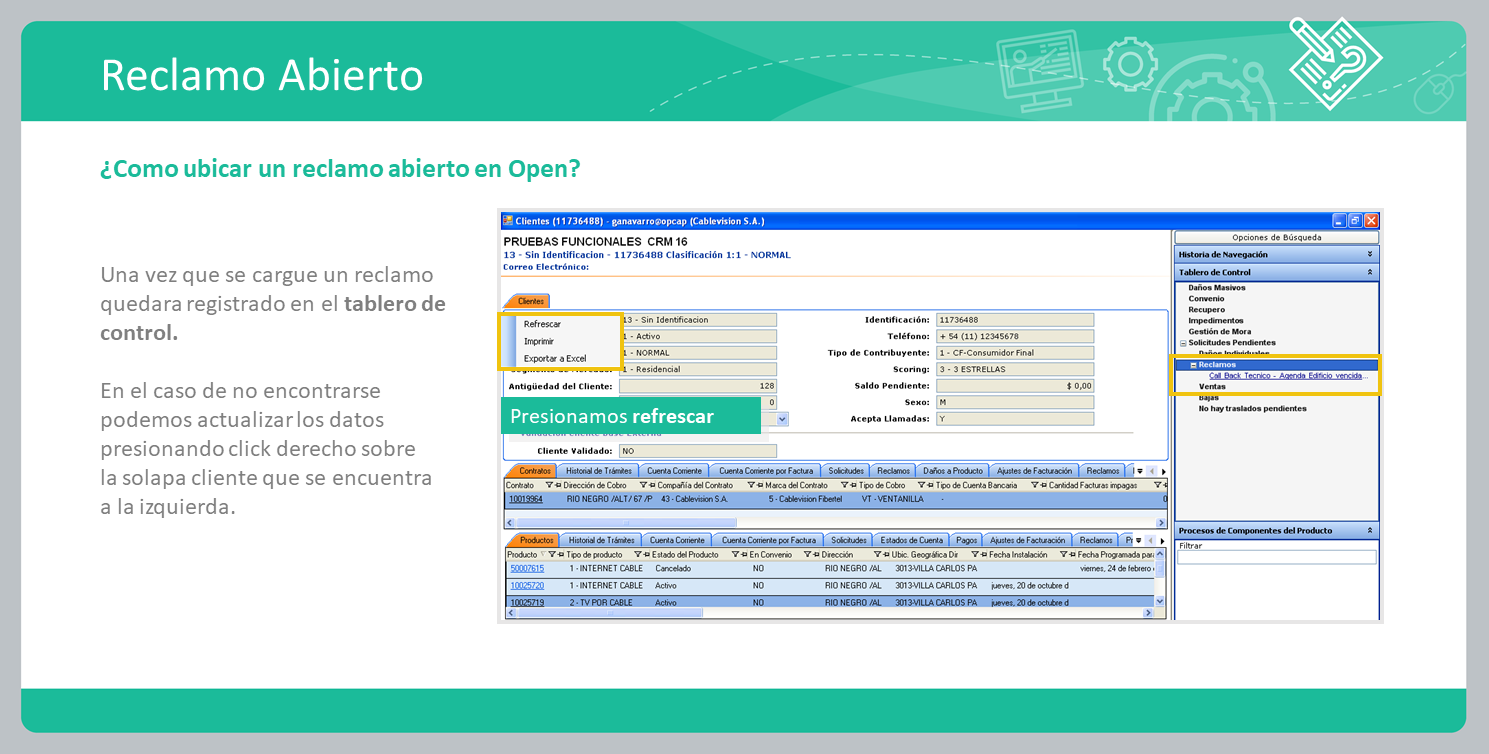 Reclamo Abierto
¿Como ubicar un reclamo abierto en Open?
Una vez que se cargue un reclamo
quedara registrado en el tablero de
control.
En el caso de no encontrarse
podemos actualizar los datos
presionando click derecho sobre
la solapa cliente que se encuentra
a la izquierda.
Clientes (11736488) - ganavarro@opcap (Cablevision S.A.)
PRUEBAS FUNCIONALES CRM 16
13 - Sin Identificacion - 11736488 Clasificación 1:1 - NORMAL
Correo Electrónico:
Clientes
Refrescar
Imprimir
Exportar a Excel
13 - Sin Identificacion Identificación: 11736488
1 - Activo Teléfono: + 54 (11) 12345678
1 - NORMAL Tipo de Contribuyente: 1 - CF-Consumidor Final
1 - Residencial Scoring: 3 - 3 ESTRELLAS
Antigüedad del Cliente: 128 Saldo Pendiente: $ 0,00
0 Sexo: M
Presionamos refrescar
Acepta Llamadas: Y
Validación Cliente Base Externa
Cliente Validado: NO
Contratos Historial de Trámites Cuenta Corriente Cuenta Corriente por Factura Solicitudes Reclamos Daños a Producto Ajustes de Facturación Reclamos
Contrato Dirección de Cobro Compañía del Contrato Marca del Contrato Tipo de Cobro Tipo de Cuenta Bancaria Cantidad Facturas impagas
10019964 RIO NEGRO /ALT/ 67 /P 43 - Cablevision S.A. 5 - Cablevision Fibertel VT - VENTANILLA - 0
Productos Historial de Trámites Cuenta Corriente Cuenta Corriente por Factura Solicitudes Estados de Cuenta Pagos Ajustes de Facturación Reclamos
Producto Tipo de producto Estado del Producto En Convenio Dirección Ubic. Geográfica Dir Fecha Instalación Fecha Programada para
50007615 1 - INTERNET CABLE Cancelado NO RIO NEGRO /AL 3013-VILLA CARLOS PA viernes, 24 de febrero
10025720 1 - INTERNET CABLE Activo NO RIO NEGRO /AL 3013-VILLA CARLOS PA jueves, 20 de octubre d
10025719 2 - TV POR CABLE Activo NO RIO NEGRO /AL 3013-VILLA CARLOS PA jueves, 20 de octubre d
Opciones de Búsqueda
Historia de Navegación
Tablero de Control
Daños Masivos
Convenio
Recupero
Impedimentos
Gestión de Mora
Solicitudes Pendientes
Daños Individuales
Reclamos
Call Back Tecnico - Agenda Edificio vencida...
Ventas
Bajas
No hay traslados pendientes
Procesos de Componentes del Producto
Filtrar